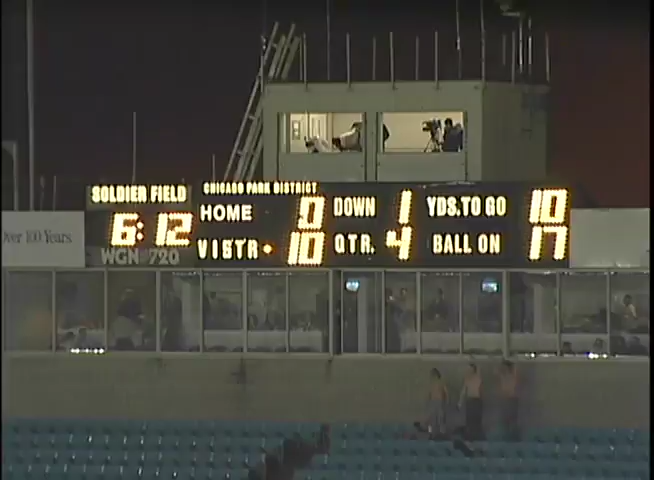 SOLDIER FIELD
CHICAGO PARK DISTRICT
6:12
HOME 0 DOWN 1 YDS.TO GO 10
VISTR 10 QTR. 4 BALL ON 17
WGN 720
Over 100 Years